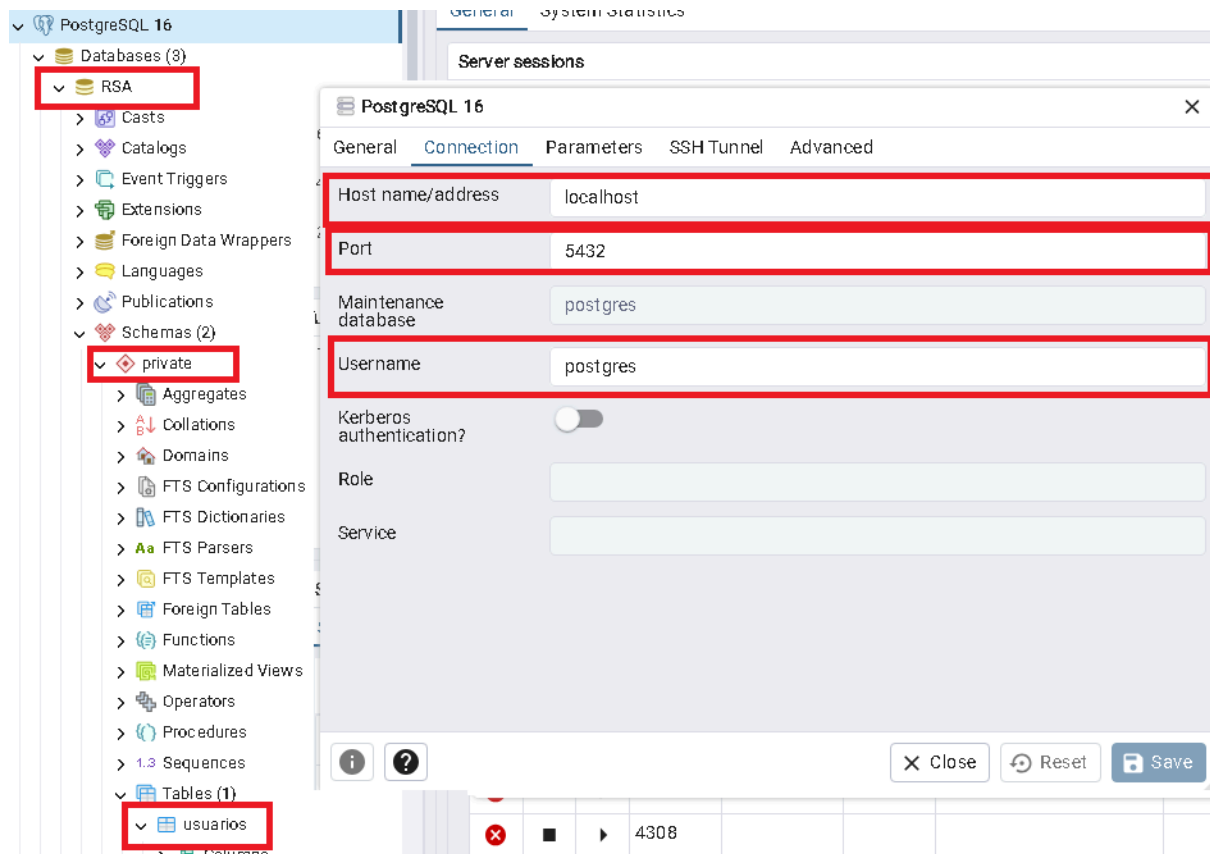 PostgreSQL 16
Databases (3)
RSA
Casts
Catalogs
Event Triggers
Extensions
Foreign Data Wrappers
Languages
Publications
Schemas (2)
private
Aggregates
Collations
Domains
FTS Configurations
FTS Dictionaries
FTS Parsers
FTS Templates
Foreign Tables
Functions
Materialized Views
Operators
Procedures
1..3 Sequences
Tables (1)
usuarios
Columns
General System Statistics
Server sessions
PostgreSQL 16
General Connection Parameters SSH Tunnel Advanced
Host name/address localhost
Port 5432
Maintenance
database postgres
Username postgres
Kerberos
authentication?
Role
Service
Close Reset Save
4308